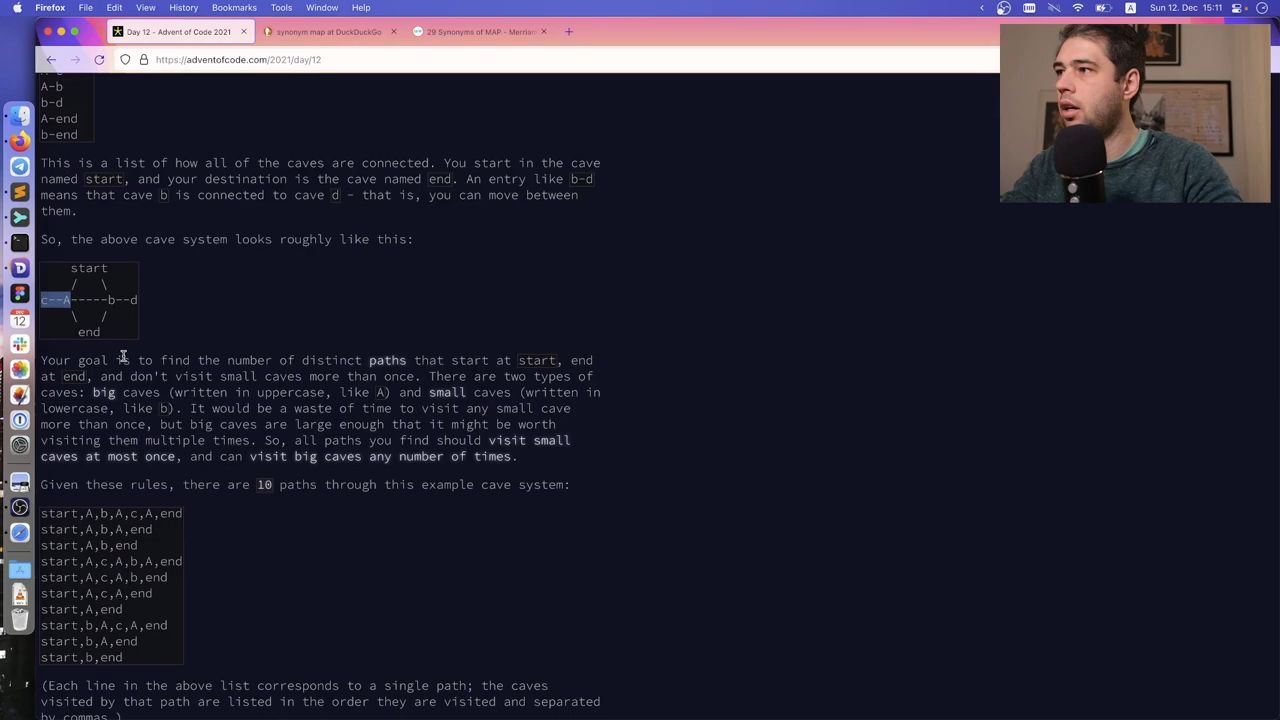 File Edit View History Bookmarks Tools Window Help
A Sun 12. Dec 15:11
Day 12 - Advent of Code 2021
synonym map at DuckDuckGo
29 Synonyms of MAP - Merriam
https://adventofcode.com/2021/day/12
A-b
b-d
A-end
b-end
This is a list of how all of the caves are connected. You start in the cave
named start, and your destination is the cave named end. An entry like b-d
means that cave b is connected to cave d - that is, you can move between
them.
So, the above cave system looks roughly like this:
start
/ \
c--A-----b--d
\ /
end
Your goal is to find the number of distinct paths that start at start, end
at end, and don't visit small caves more than once. There are two types of
caves: big caves (written in uppercase, like A) and small caves (written in
lowercase, like b). It would be a waste of time to visit any small cave
more than once, but big caves are large enough that it might be worth
visiting them multiple times. So, all paths you find should visit small
caves at most once, and can visit big caves any number of times.
Given these rules, there are 10 paths through this example cave system:
start,A,b,A,c,A,end
start,A,b,A,end
start,A,b,end
start,A,c,A,b,A,end
start,A,c,A,b,end
start,A,c,A,end
start,A,end
start,b,A,c,A,end
start,b,A,end
start,b,end
(Each line in the above list corresponds to a single path; the caves
visited by that path are listed in the order they are visited and separated
by commas.)
DEC
12